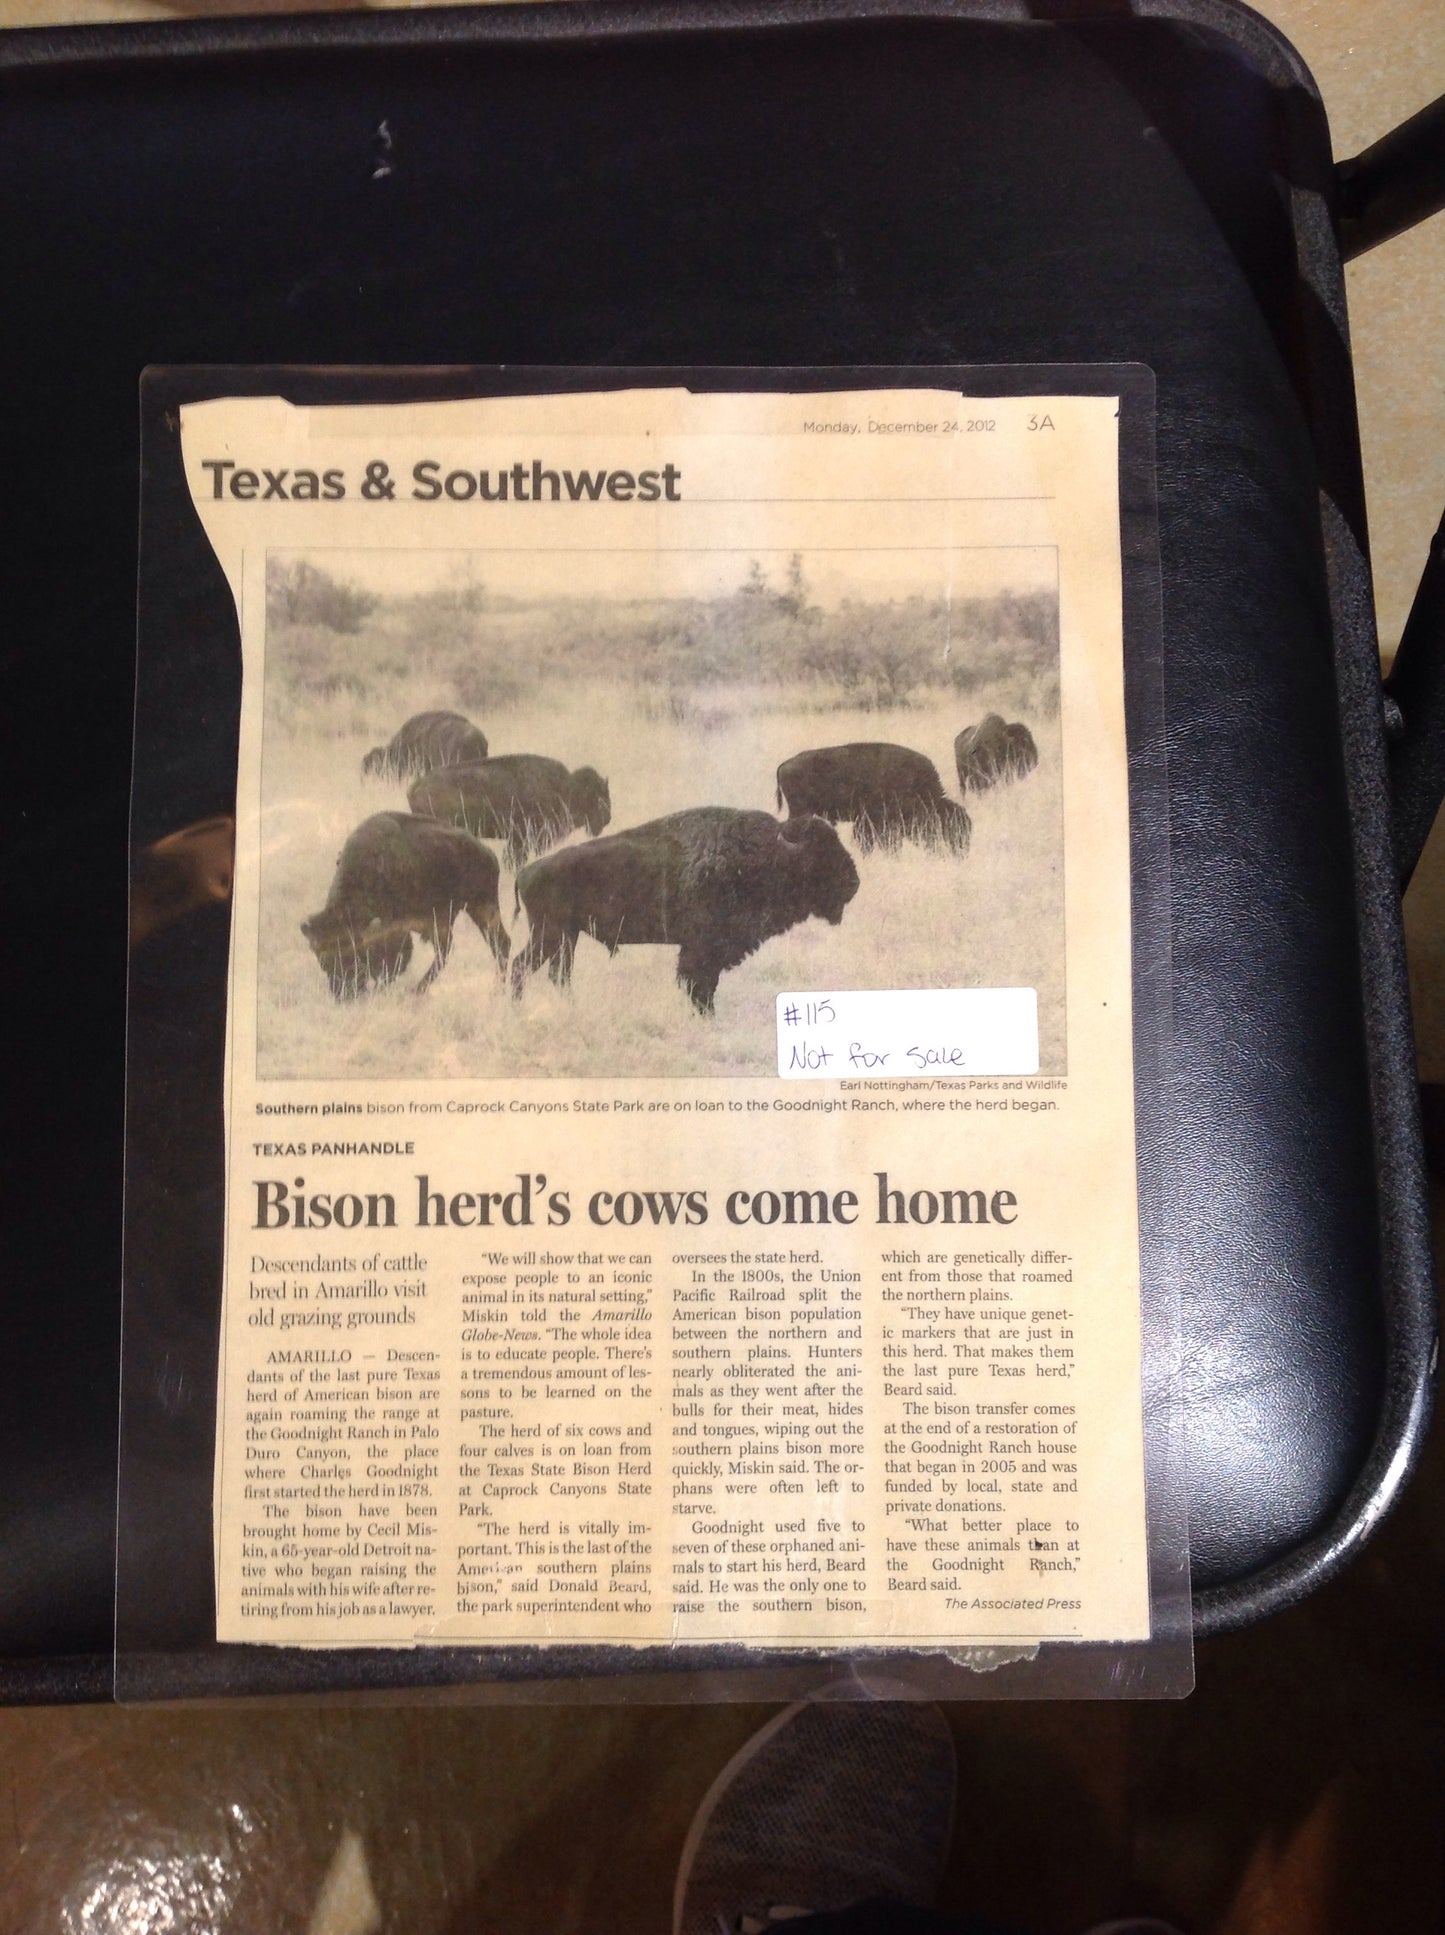 Monday, December 24, 2012 3A
Texas & Southwest
#115
Not for sale
Earl Nottingham/Texas Parks and Wildlife
Southern plains bison from Caprock Canyons State Park are on loan to the Goodnight Ranch, where the herd began.
TEXAS PANHANDLE
Bison herd's cows come home
Descendants of cattle
bred in Amarillo visit
old grazing grounds
AMARILLO — Descen-
dants of the last pure Texas
herd of American bison are
again roaming the range at
the Goodnight Ranch in Palo
Duro Canyon, the place
where Charles Goodnight
first started the herd in 1878.
The bison have been
brought home by Cecil Mis-
kin, a 65-year-old Detroit na-
tive who began raising the
animals with his wife after re-
tiring from his job as a lawyer.
"We will show that we can
expose people to an iconic
animal in its natural setting,"
Miskin told the Amarillo
Globe-News. "The whole idea
is to educate people. There's
a tremendous amount of les-
sons to be learned on the
pasture.
The herd of six cows and
four calves is on loan from
the Texas State Bison Herd
at Caprock Canyons State
Park.
"The herd is vitally im-
portant. This is the last of the
American southern plains
bison," said Donald Beard,
the park superintendent who
oversees the state herd.
In the 1800s, the Union
Pacific Railroad split the
American bison population
between the northern and
southern plains. Hunters
nearly obliterated the ani-
mals as they went after the
bulls for their meat, hides
and tongues, wiping out the
southern plains bison more
quickly, Miskin said. The or-
phans were often left to
starve.
Goodnight used five to
seven of these orphaned ani-
mals to start his herd, Beard
said. He was the only one to
raise the southern bison,
which are genetically differ-
ent from those that roamed
the northern plains.
"They have unique genet-
ic markers that are just in
this herd. That makes them
the last pure Texas herd,"
Beard said.
The bison transfer comes
at the end of a restoration of
the Goodnight Ranch house
that began in 2005 and was
funded by local, state and
private donations.
"What better place to
have these animals than at
the Goodnight Ranch,"
Beard said.
The Associated Press